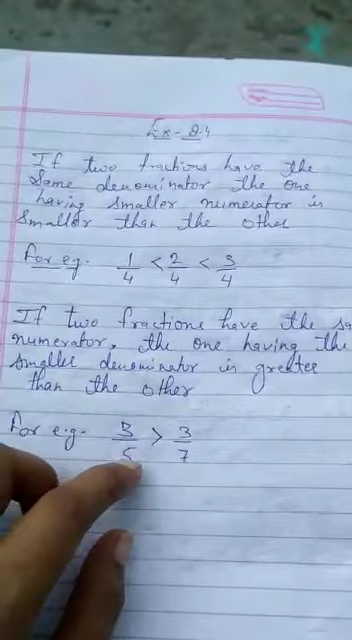 Ex - 8.4
If two fractions have the
Same denominator the one
having smaller numerator is
smaller than the other
For e.g. 1/4 < 2/4 < 3/4
If two fractions have the sa
numerator, the one having the
smaller denominator is greater
than the other
For e.g. 3/5 > 3/7